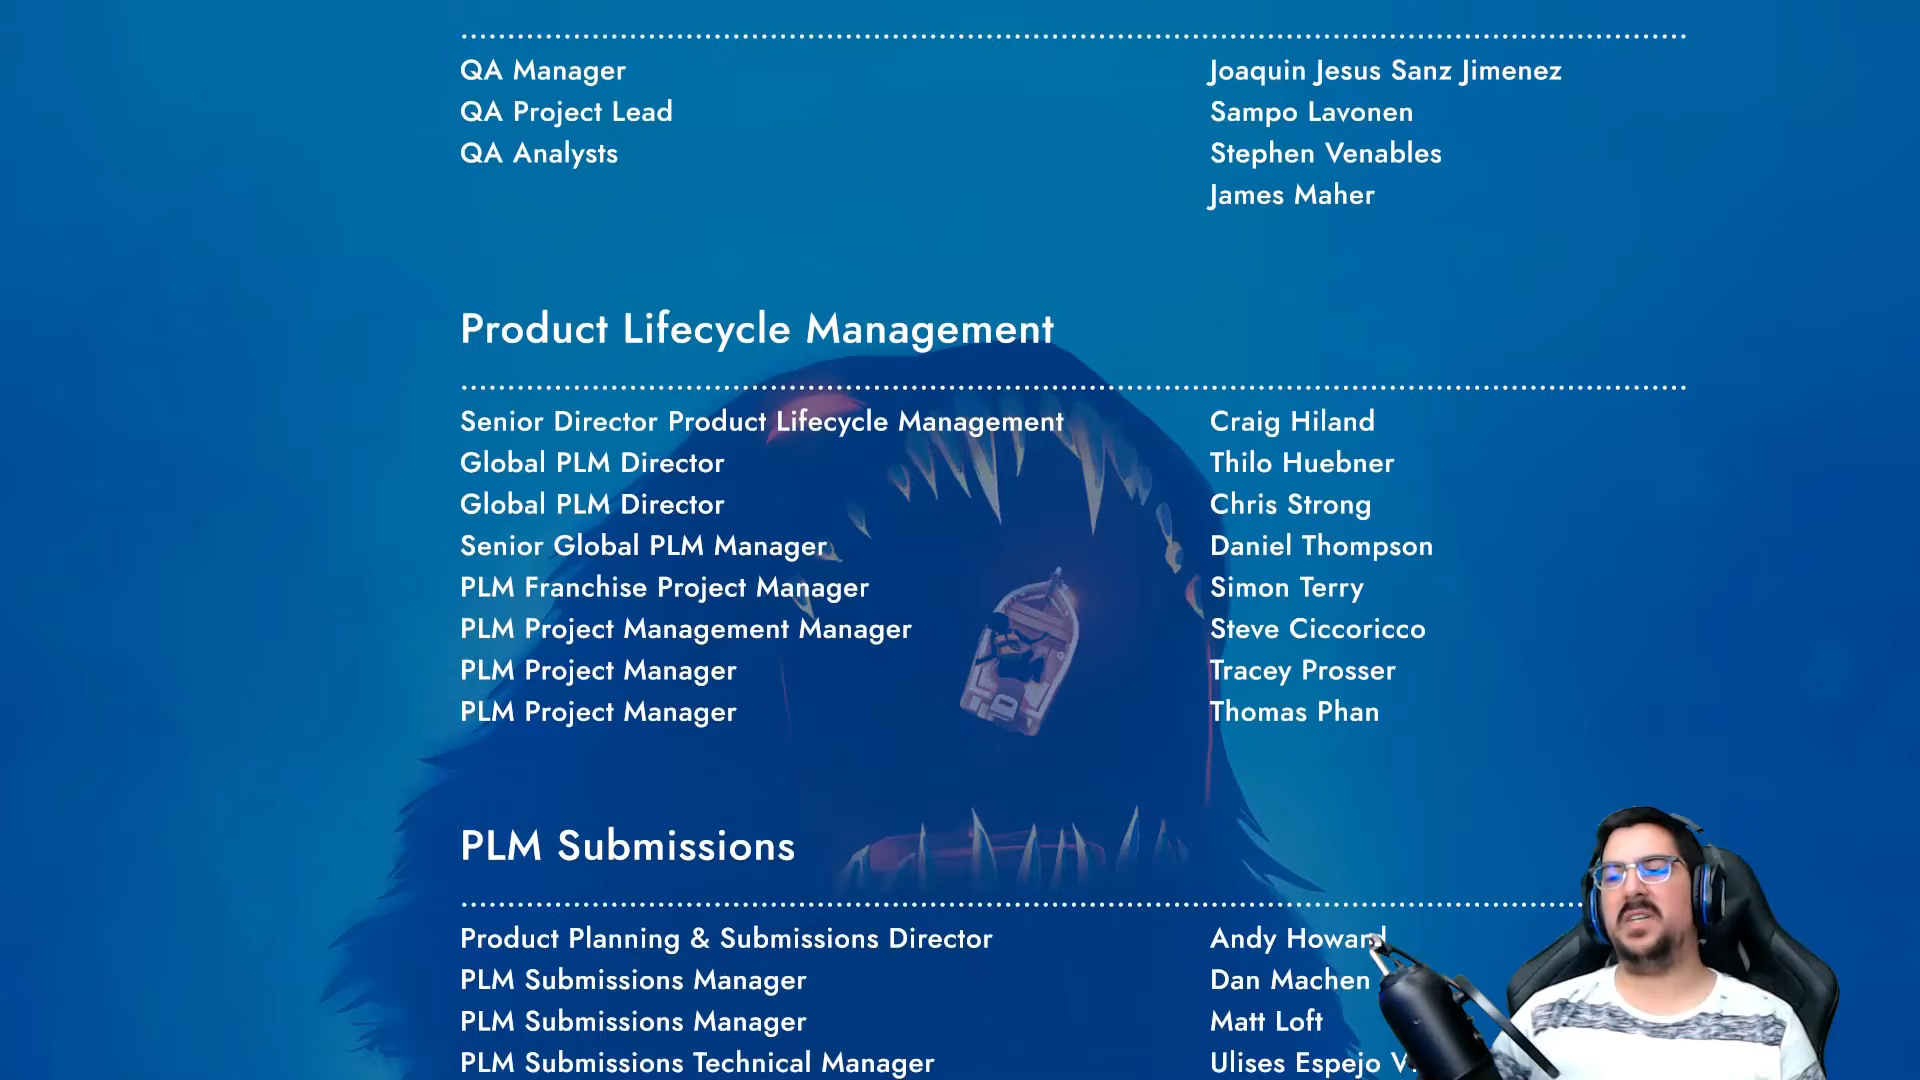 QA Manager Joaquin Jesus Sanz Jimenez
QA Project Lead Sampo Lavonen
QA Analysts Stephen Venables
James Maher
Product Lifecycle Management
Senior Director Product Lifecycle Management Craig Hiland
Global PLM Director Thilo Huebner
Global PLM Director Chris Strong
Senior Global PLM Manager Daniel Thompson
PLM Franchise Project Manager Simon Terry
PLM Project Management Manager Steve Ciccoricco
PLM Project Manager Tracey Prosser
PLM Project Manager Thomas Phan
PLM Submissions
Product Planning & Submissions Director Andy Howard
PLM Submissions Manager Dan Machen
PLM Submissions Manager Matt Loft
PLM Submissions Technical Manager Ulises Espejo